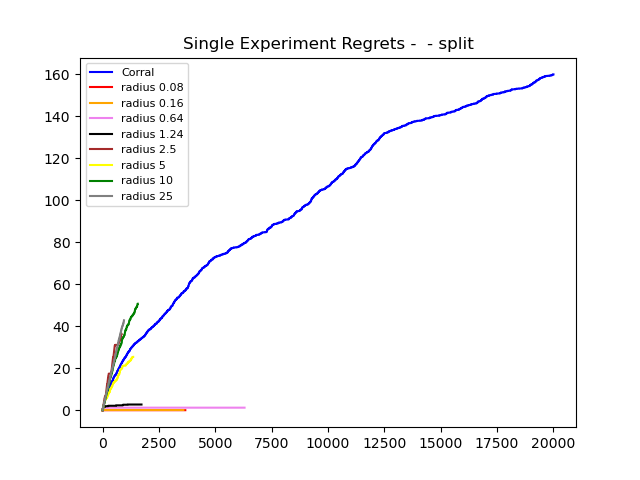 Single Experiment Regrets -  - split
160
140
120
100
80
60
40
20
0
Corral
radius 0.08
radius 0.16
radius 0.64
radius 1.24
radius 2.5
radius 5
radius 10
radius 25
0 2500 5000 7500 10000 12500 15000 17500 20000